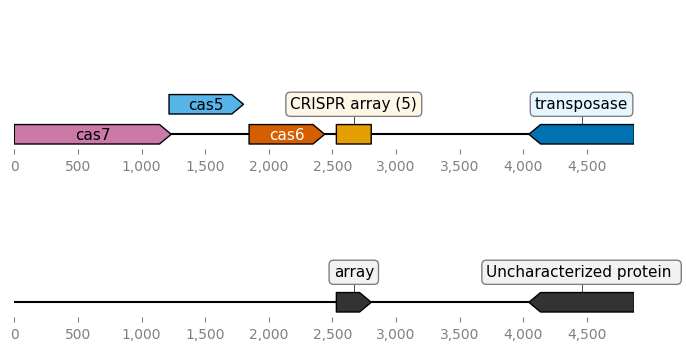 CRISPR array (5) transposase
cas5
cas7 cas6
0 500 1,000 1,500 2,000 2,500 3,000 3,500 4,000 4,500
array Uncharacterized protein
0 500 1,000 1,500 2,000 2,500 3,000 3,500 4,000 4,500